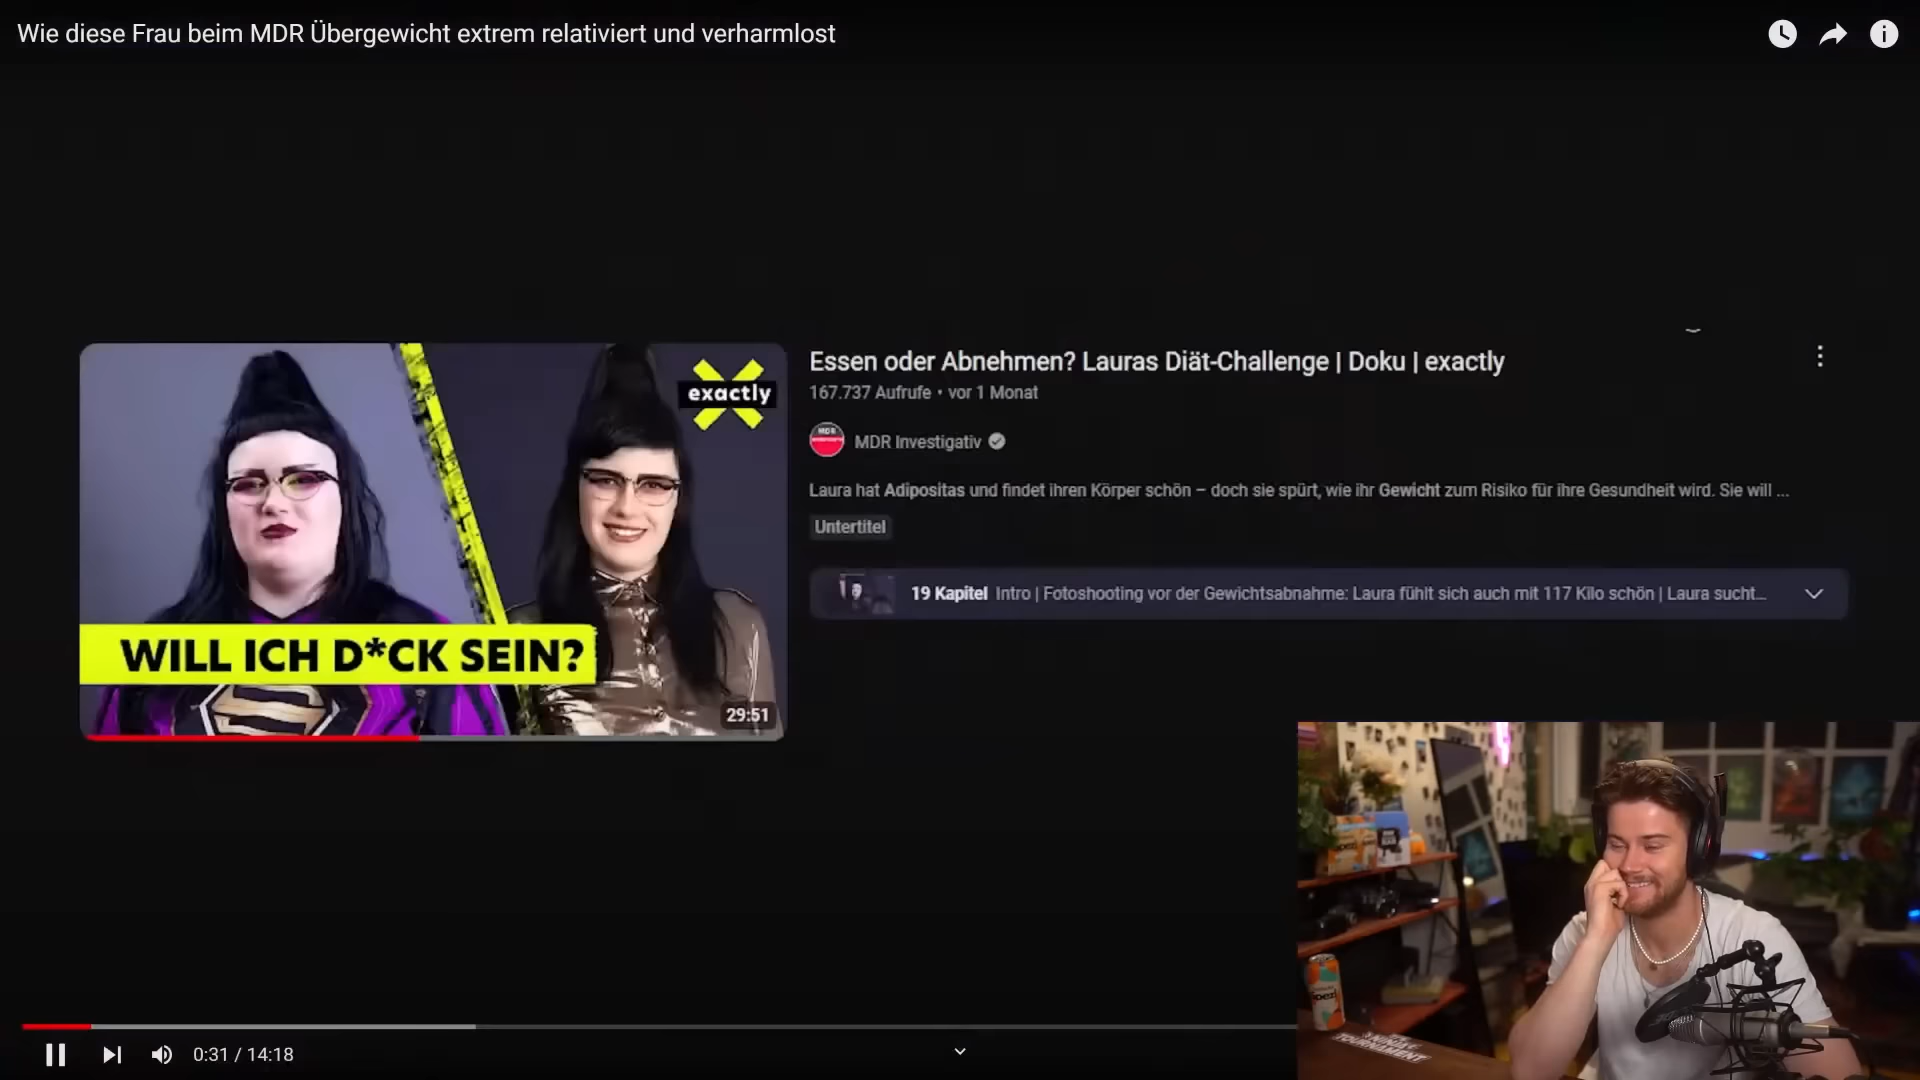 Wie diese Frau beim MDR Übergewicht extrem relativiert und verharmlost
exactly
WILL ICH D*CK SEIN?
29:51
Essen oder Abnehmen? Lauras Diät-Challenge | Doku | exactly
167.737 Aufrufe • vor 1 Monat
MDR
MDR Investigativ
Laura hat Adipositas und findet ihren Körper schön – doch sie spürt, wie ihr Gewicht zum Risiko für ihre Gesundheit wird. Sie will ...
Untertitel
19 Kapitel Intro | Fotoshooting vor der Gewichtsabnahme: Laura fühlt sich auch mit 117 Kilo schön | Laura sucht...
TOURNAMENT
0:31 / 14:18